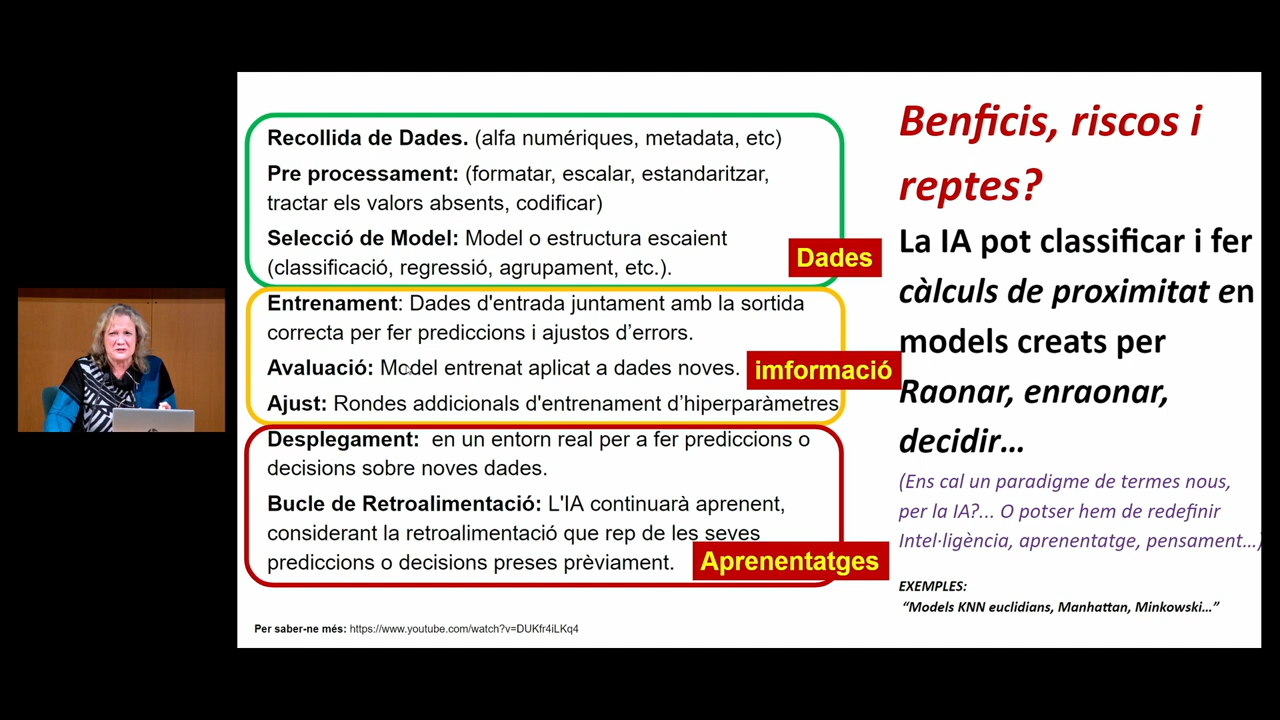 Recollida de Dades. (alfa numériques, metadata, etc)
Pre processament: (formatar, escalar, estandaritzar,
tractar els valors absents, codificar)
Selecció de Model: Model o estructura escaient
(classificació, regressió, agrupament, etc.).
Dades
Entrenament: Dades d'entrada juntament amb la sortida
correcta per fer prediccions i ajustos d’errors.
Avaluació: Model entrenat aplicat a dades noves.
imformació
Ajust: Rondes addicionals d'entrenament d’hiperparàmetres
Desplegament:  en un entorn real per a fer prediccions o
decisions sobre noves dades.
Bucle de Retroalimentació: L'IA continuarà aprenent,
considerant la retroalimentació que rep de les seves
prediccions o decisions preses prèviament.
Aprenentatges
Per saber-ne més: https://www.youtube.com/watch?v=DUKfr4iLKq4
Benficis, riscos i
reptes?
La IA pot classificar i fer
càlculs de proximitat en
models creats per
Raonar, enraonar,
decidir...
(Ens cal un paradigme de termes nous,
per la IA?... O potser hem de redefinir
Intel·ligència, aprenentatge, pensament...)
EXEMPLES:
“Models KNN euclidians, Manhattan, Minkowski...”